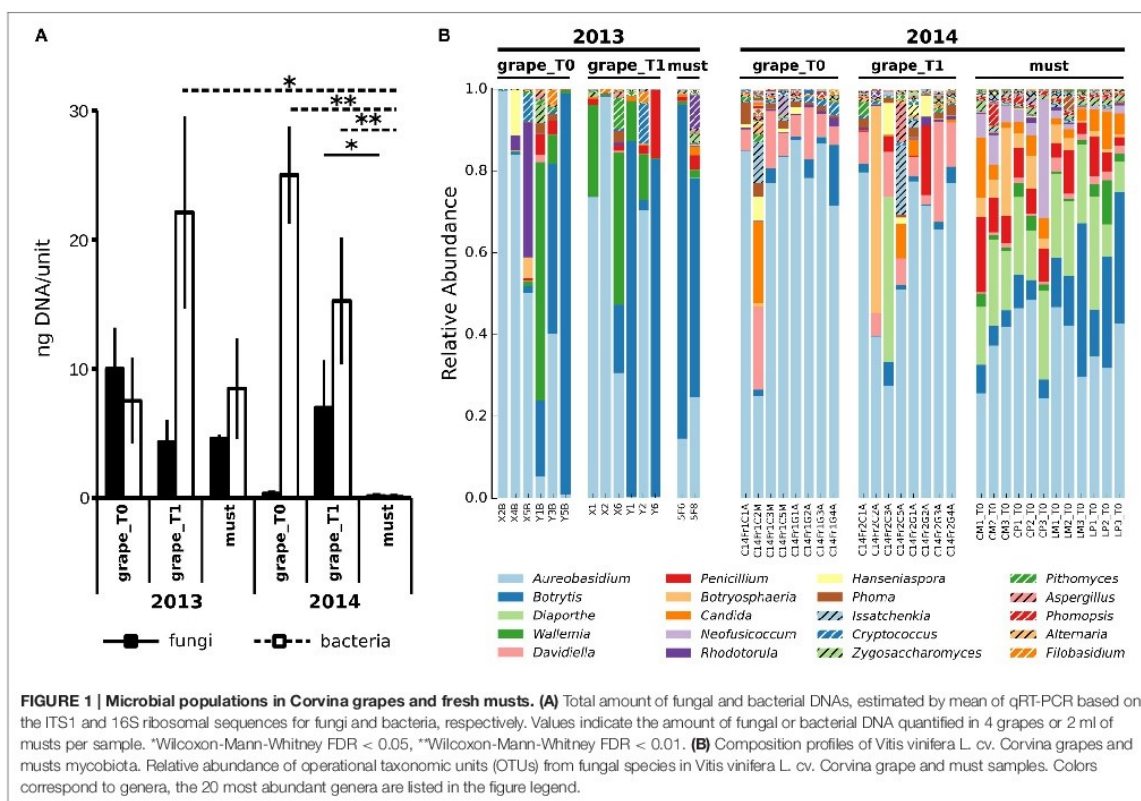 A
*
**
**
*
30
20
10
0
ng DNA/unit
grape_T0
grape_T1
must
grape_T0
grape_T1
must
2013
2014
fungi
bacteria
B
2013
2014
grape_T0
grape_T1
must
grape_T0
grape_T1
must
1.0
0.8
0.6
0.4
0.2
0.0
Relative Abundance
X2B
X4B
X5R
Y1B
Y3B
Y5B
X1
X2
X6
Y1
Y2
Y6
5F6
5F8
C14Fr1C1A
C14Fr1C2M
C14Fr1C3M
C14Fr1C5M
C14Fr1G1A
C14Fr1G2A
C14Fr1G3A
C14Fr1G4A
C14Fr2C1A
C14Fr2C2A
C14Fr2C3A
C14Fr2C5A
C14Fr2G1A
C14Fr2G2A
C14Fr2G3A
C14Fr2G4A
CM1_T0
CM2_T0
CM3_T0
CP1_T0
CP2_T0
CP3_T0
LM1_T0
LM2_T0
LM3_T0
LP1_T0
LP2_T0
LP3_T0
Aureobasidium
Botrytis
Diaporthe
Wallemia
Davidiella
Penicillium
Botryosphaeria
Candida
Neofusicoccum
Rhodotorula
Hanseniaspora
Phoma
Issatchenkia
Cryptococcus
Zygosaccharomyces
Pithomyces
Aspergillus
Phomopsis
Alternaria
Filobasidium
FIGURE 1 | Microbial populations in Corvina grapes and fresh musts. (A) Total amount of fungal and bacterial DNAs, estimated by mean of qRT-PCR based on
the ITS1 and 16S ribosomal sequences for fungi and bacteria, respectively. Values indicate the amount of fungal or bacterial DNA quantified in 4 grapes or 2 ml of
musts per sample. *Wilcoxon-Mann-Whitney FDR < 0.05, **Wilcoxon-Mann-Whitney FDR < 0.01. (B) Composition profiles of Vitis vinifera L. cv. Corvina grapes and
musts mycobiota. Relative abundance of operational taxonomic units (OTUs) from fungal species in Vitis vinifera L. cv. Corvina grape and must samples. Colors
correspond to genera, the 20 most abundant genera are listed in the figure legend.